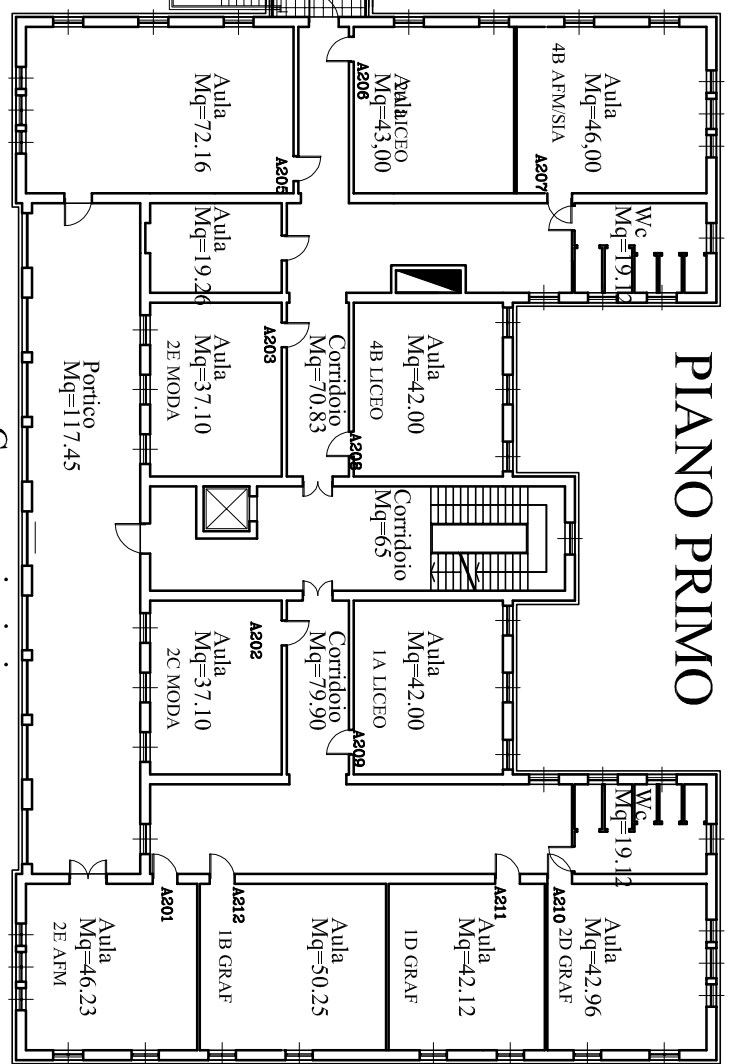 PIANO PRIMO
4B AFM/SIA
Aula
Mq=46,00
A207
Aula
LICEO
Mq=43,00
A206
Aula
Mq=72.16
A205
Wc
Mq=19.12
Aula
Mq=19.26
Aula
Mq=42.00
4B LICEO
A208
Corridoio
Mq=70.83
A203
Aula
Mq=37.10
2E MODA
Portico
Mq=117.45
Corridoio
Mq=65
Aula
Mq=42.00
1A LICEO
A209
Corridoio
Mq=79.90
A202
Aula
Mq=37.10
2C MODA
Wc
Mq=19.12
A210
Aula
Mq=42.96
2D GRAF
A211
Aula
Mq=42.12
1D GRAF
A212
Aula
Mq=50.25
1B GRAF
A201
Aula
Mq=46.23
2E AFM